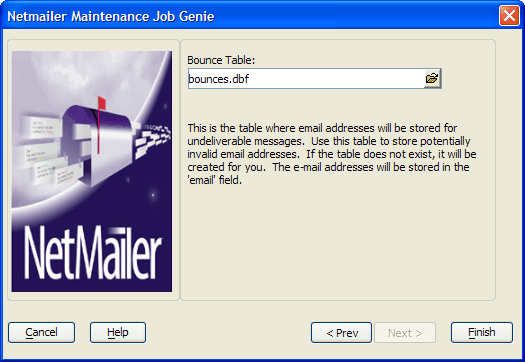 Netmailer Maintenance Job Genie
Bounce Table:
bounces.dbf
This is the table where email addresses will be stored for
undeliverable messages. Use this table to store potentially
invalid email addresses. If the table does not exist, it will be
created for you. The e-mail addresses will be stored in the
'email' field.
NetMailer
Cancel
Help
< Prev
Next >
Finish